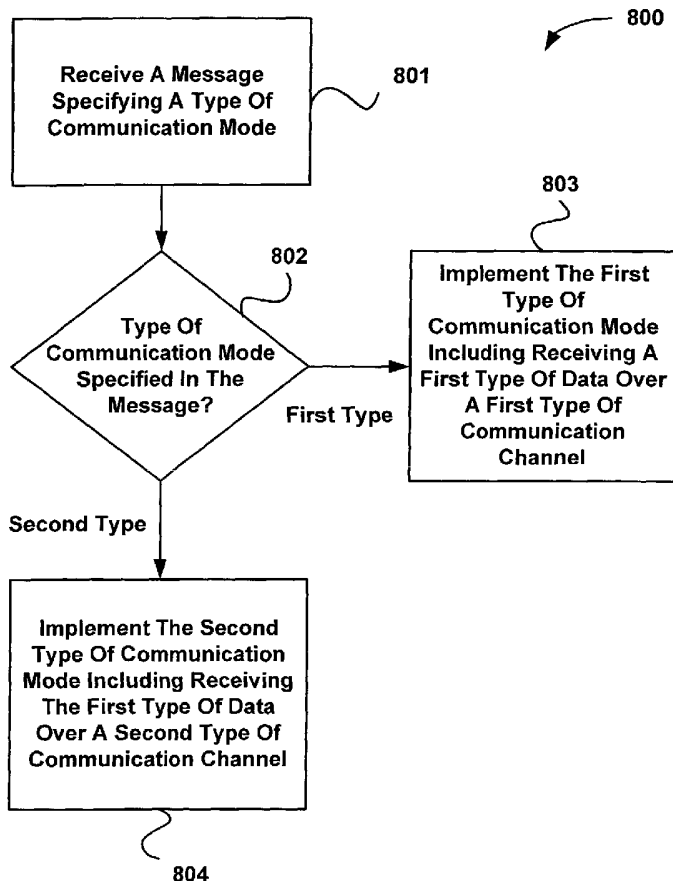 800
Receive A Message
Specifying A Type Of
Communication Mode
801
802
Type Of
Communication Mode
Specified In The
Message?
First Type
803
Implement The First
Type Of
Communication Mode
Including Receiving A
First Type Of Data Over
A First Type Of
Communication
Channel
Second Type
Implement The Second
Type Of Communication
Mode Including Receiving
The First Type Of Data
Over A Second Type Of
Communication Channel
804